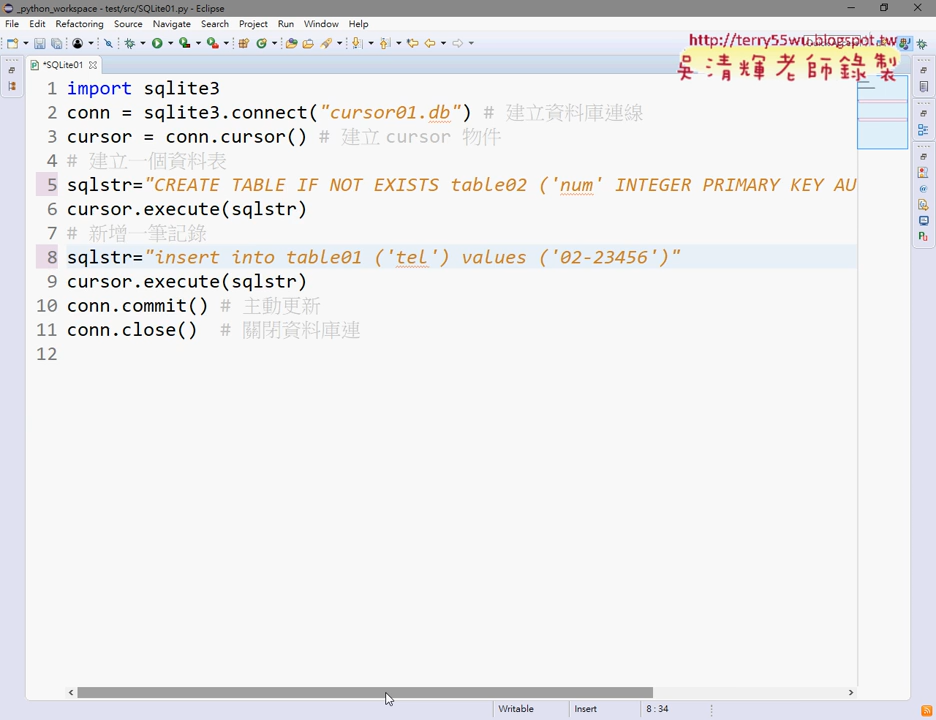 _python_workspace - test/src/SQLite01.py - Eclipse
File Edit Refactoring Source Navigate Search Project Run Window Help
http://terry55wu.blogspot.tw
吳清輝老師錄製
*SQLite01
1 import sqlite3
2 conn = sqlite3.connect("cursor01.db") # 建立資料庫連線
3 cursor = conn.cursor() # 建立 cursor 物件
4 # 建立一個資料表
5 sqlstr="CREATE TABLE IF NOT EXISTS table02 ('num' INTEGER PRIMARY KEY AU
6 cursor.execute(sqlstr)
7 # 新增一筆記錄
8 sqlstr="insert into table01 ('tel') values ('02-23456')"
9 cursor.execute(sqlstr)
10 conn.commit() # 主動更新
11 conn.close() # 關閉資料庫連
12
Writable Insert 8 : 34